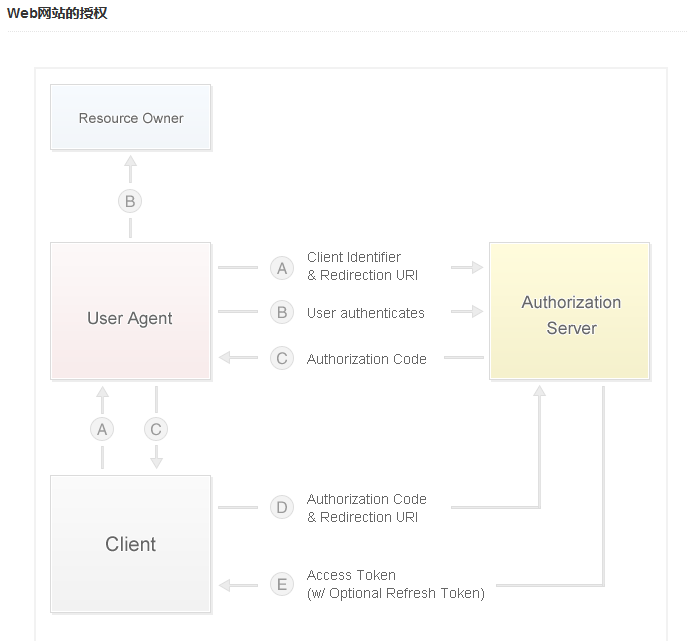 Web网站的授权
Resource Owner
B
User Agent
A
Client Identifier
& Redirection URI
B
User authenticates
C
Authorization Code
Authorization
Server
A
C
Client
D
Authorization Code
& Redirection URI
E
Access Token
(w/ Optional Refresh Token)